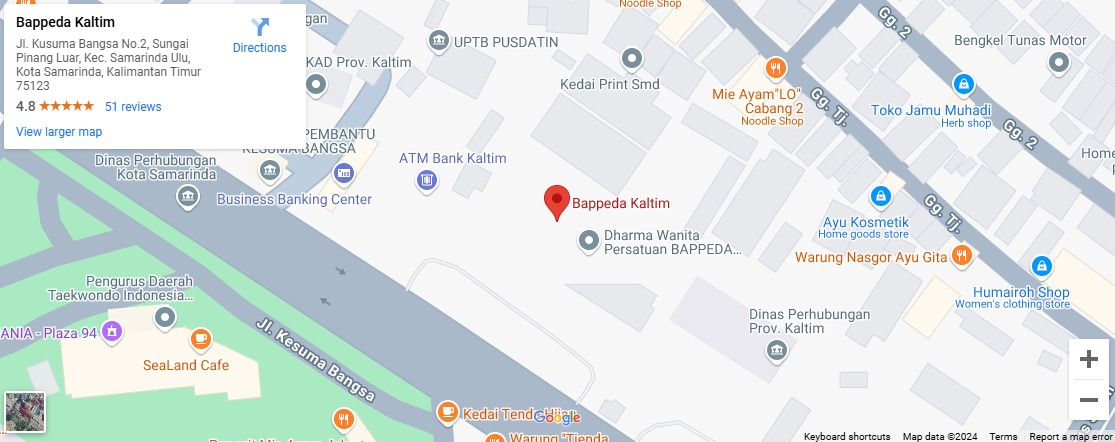 Bappeda Kaltim
Jl. Kusuma Bangsa No.2, Sungai
Pinang Luar, Kec. Samarinda Ulu,
Kota Samarinda, Kalimantan Timur
75123
4.8
51 reviews
View larger map
Directions
Hubungan
UPTB PUSDATIN
KAD Prov. Kaltim
Noodle Shop
Kedai Print Smd
Mie Ayam"LO"
Cabang 2
Noodle Shop
Gg. 2
Bengkel Tunas Motor
Toko Jamu Muhadi
Herb shop
Gg. Tj.
Gg. 2
PEMBANTU
KESUMA BANGSA
Dinas Perhubungan
Kota Samarinda
ATM Bank Kaltim
Business Banking Center
Bappeda Kaltim
Dharma Wanita
Persatuan BAPPEDA...
Ayu Kosmetik
Home goods store
Gg. Tj.
Warung Nasgor Ayu Gita
Humairoh Shop
Women's clothing store
Pengurus Daerah
Taekwondo Indonesia...
ANIA - Plaza 94
SeaLand Cafe
Jl. Kesuma Bangsa
Dinas Perhubungan
Prov. Kaltim
Google
Warung "Tienda
Keyboard shortcuts
Map data ©2024
Terms
Report a map error